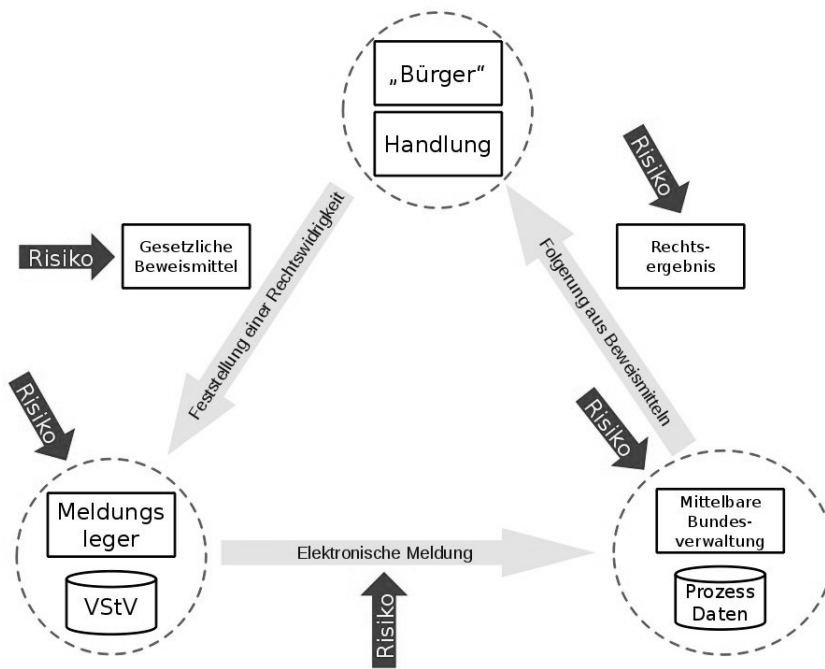 „Bürger“
Handlung
Risiko
Risiko
Gesetzliche
Beweismittel
Feststellung einer Rechtswidrigkeit
Folgerung aus Beweismitteln
Rechts-
ergebnis
Risiko
Risiko
Meldungs
leger
VStV
Elektronische Meldung
Risiko
Mittelbare
Bundes-
verwaltung
Prozess
Daten